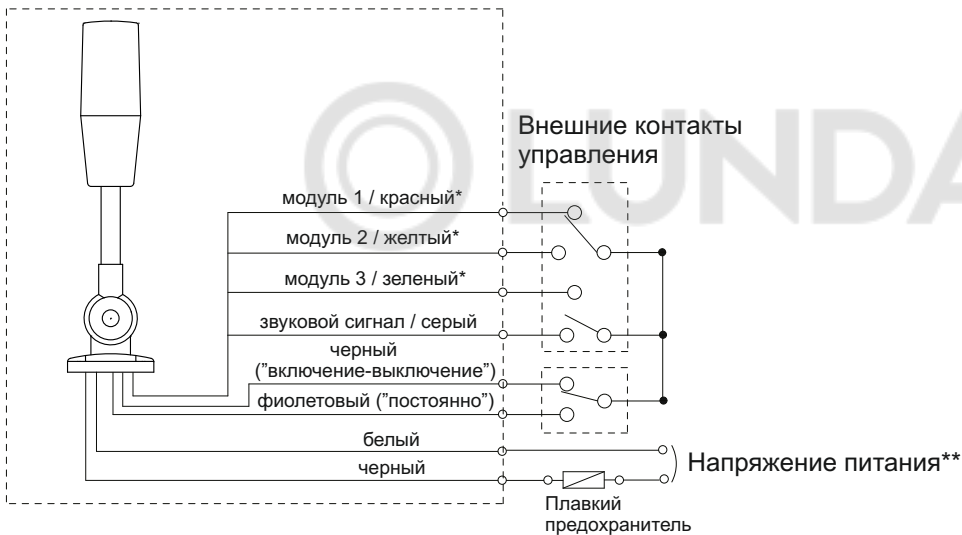 LUNDA
Внешние контакты
управления
модуль 1 / красный*
модуль 2 / желтый*
модуль 3 / зеленый*
звуковой сигнал / серый
черный
(”включение-выключение”)
фиолетовый (”постоянно”)
белый
черный
Напряжение питания**
Плавкий
предохранитель